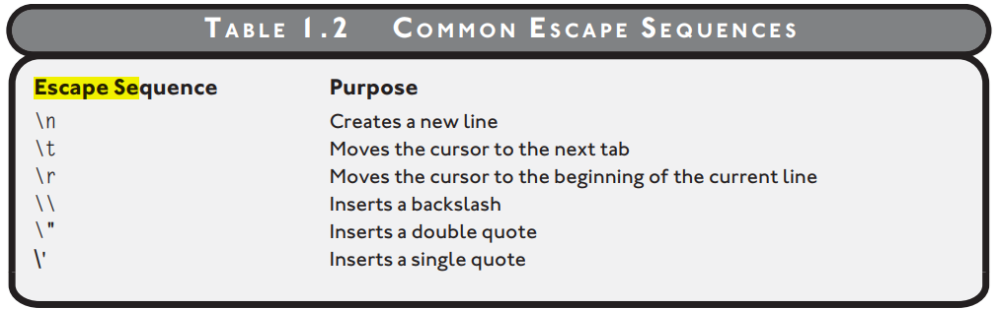 TABLE 1.2 COMMON ESCAPE SEQUENCES
Escape Sequence Purpose
\n Creates a new line
\t Moves the cursor to the next tab
\r Moves the cursor to the beginning of the current line
\\ Inserts a backslash
\" Inserts a double quote
\' Inserts a single quote